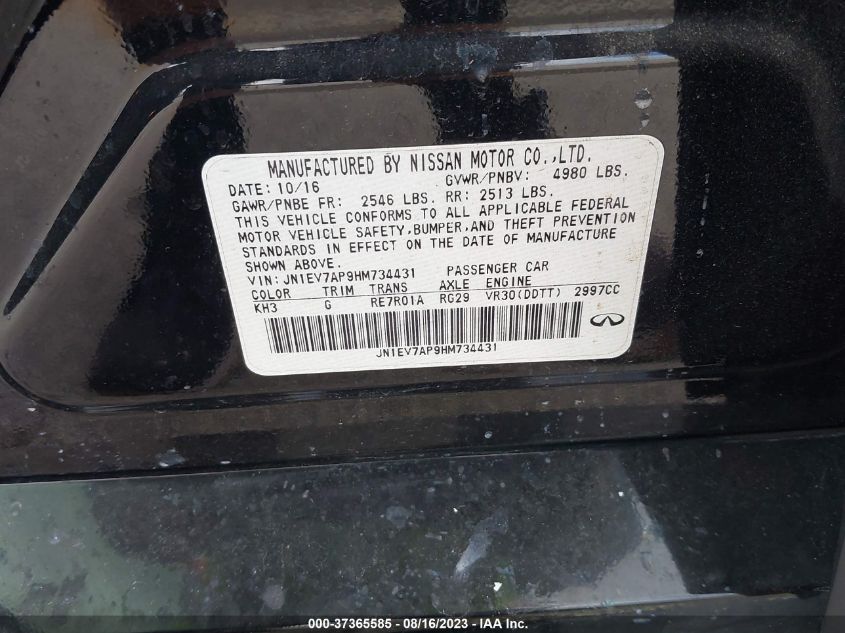 MANUFACTURED BY NISSAN MOTOR CO.,LTD.
DATE: 10/16 GVWR/PNBV: 4980 LBS.
GAWR/PNBE FR: 2546 LBS. RR: 2513 LBS.
THIS VEHICLE CONFORMS TO ALL APPLICABLE FEDERAL
MOTOR VEHICLE SAFETY,BUMPER,AND THEFT PREVENTION
STANDARDS IN EFFECT ON THE DATE OF MANUFACTURE
SHOWN ABOVE.
VIN: JN1EV7AP9HM734431 PASSENGER CAR
COLOR TRIM TRANS AXLE ENGINE
KH3 G RE7R01A RG29 VR30(DDTT) 2997CC
JN1EV7AP9HM734431
000-37365585 - 08/16/2023 - IAA Inc.